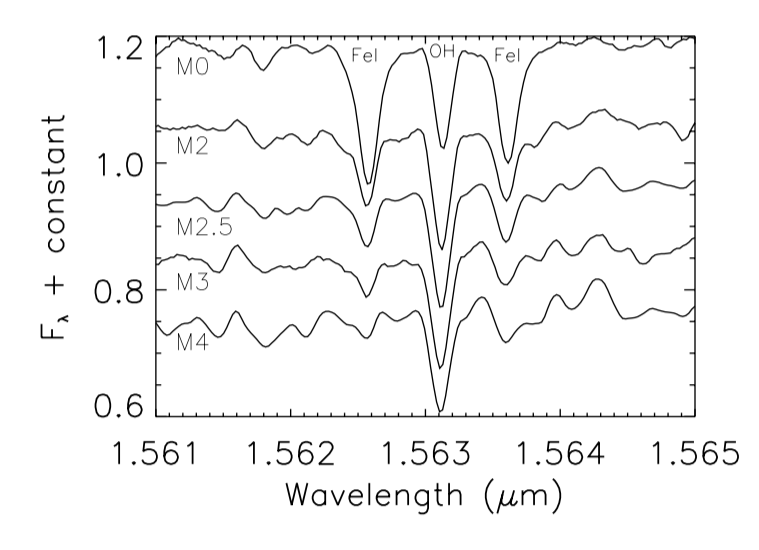 1.2
1.0
0.8
0.6
F_λ + constant
FeI
OH
FeI
M0
M2
M2.5
M3
M4
1.561 1.562 1.563 1.564 1.565
Wavelength (μm)